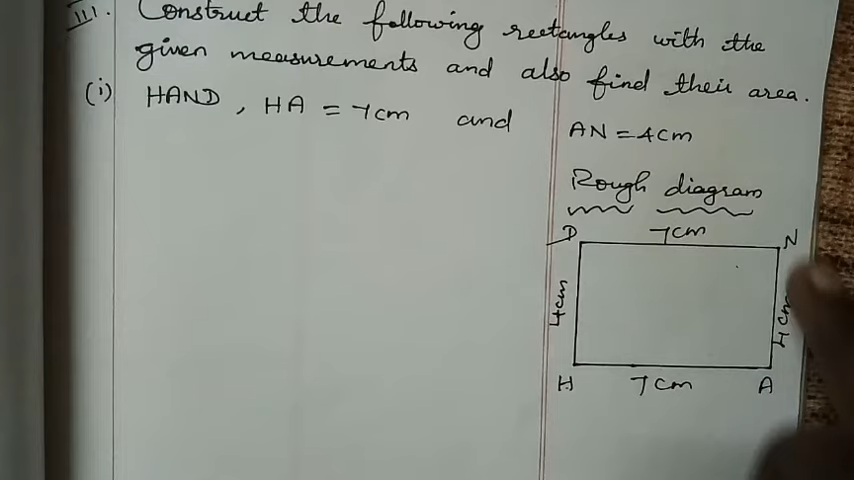 III. Construct the following rectangles with the
given measurements and also find their area.
(i) HAND, HA = 7cm and AN = 4cm
Rough diagram
D 7cm N
4cm 4cm
H 7cm A